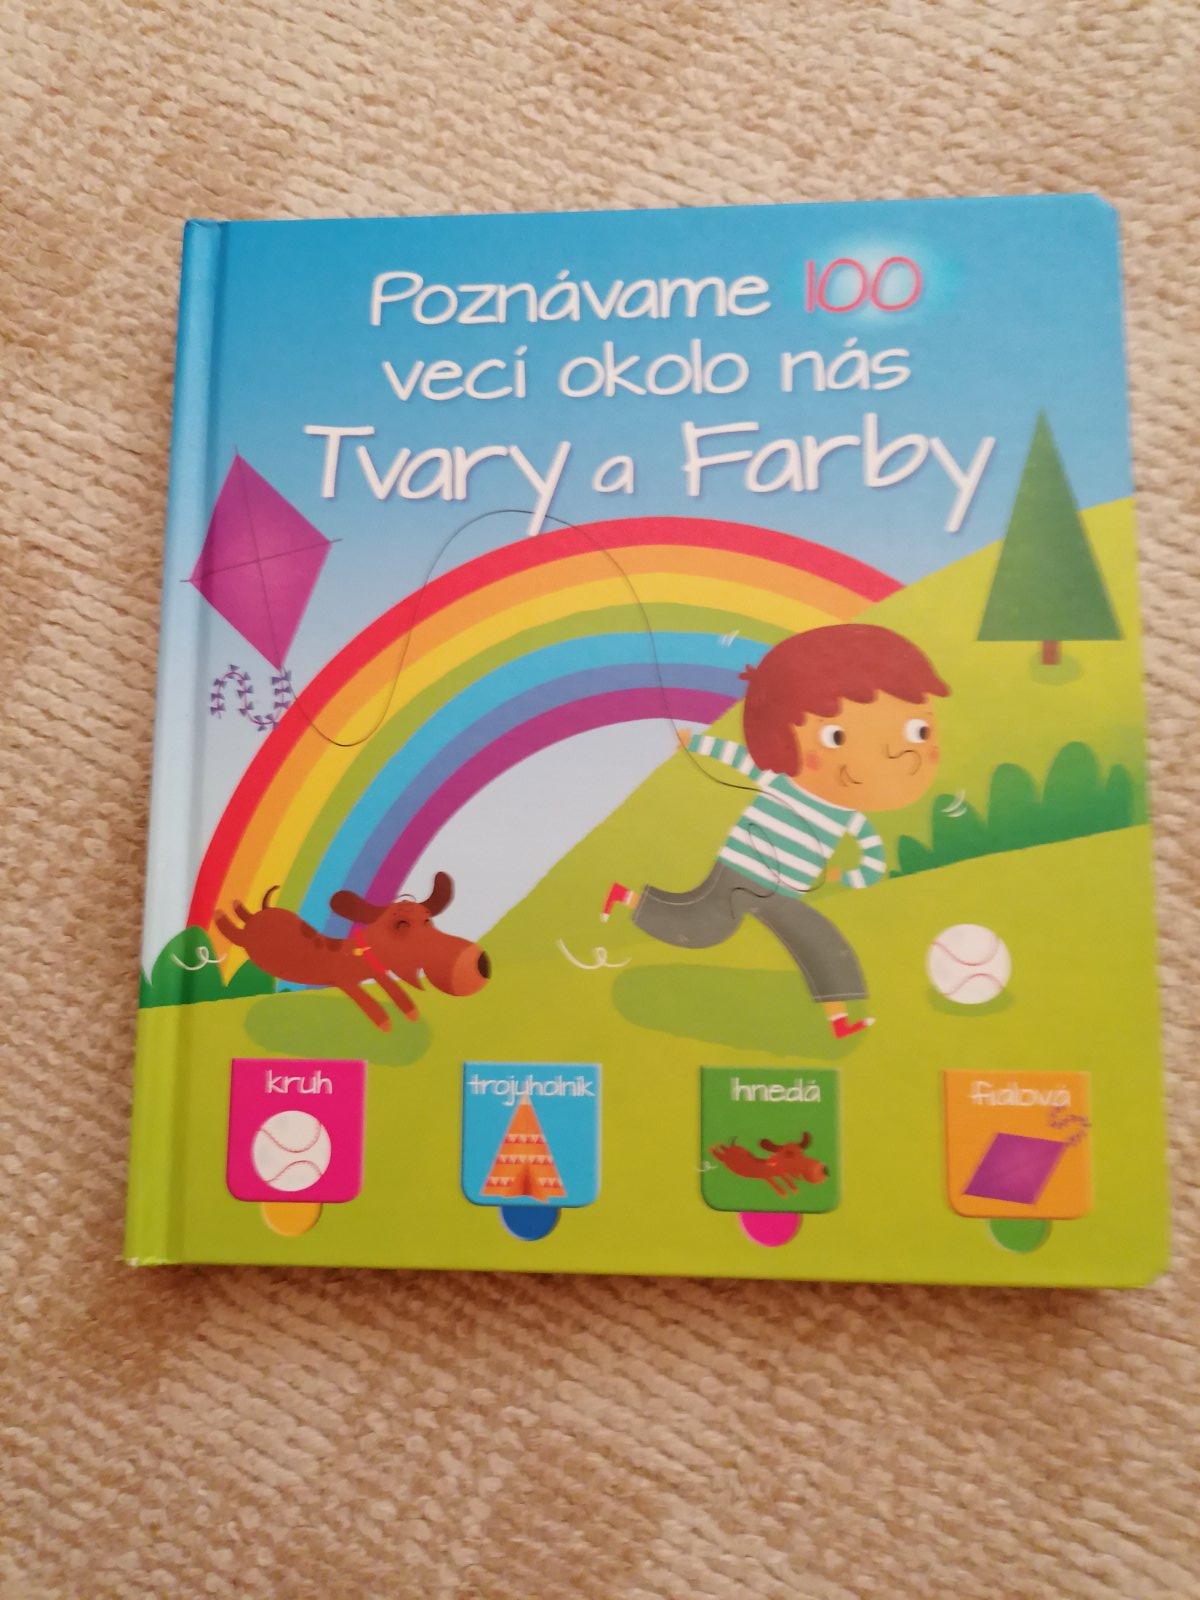 Poznávame 100
vecí okolo nás
Tvary a Farby
kruh
trojuholník
hnedá
fialová